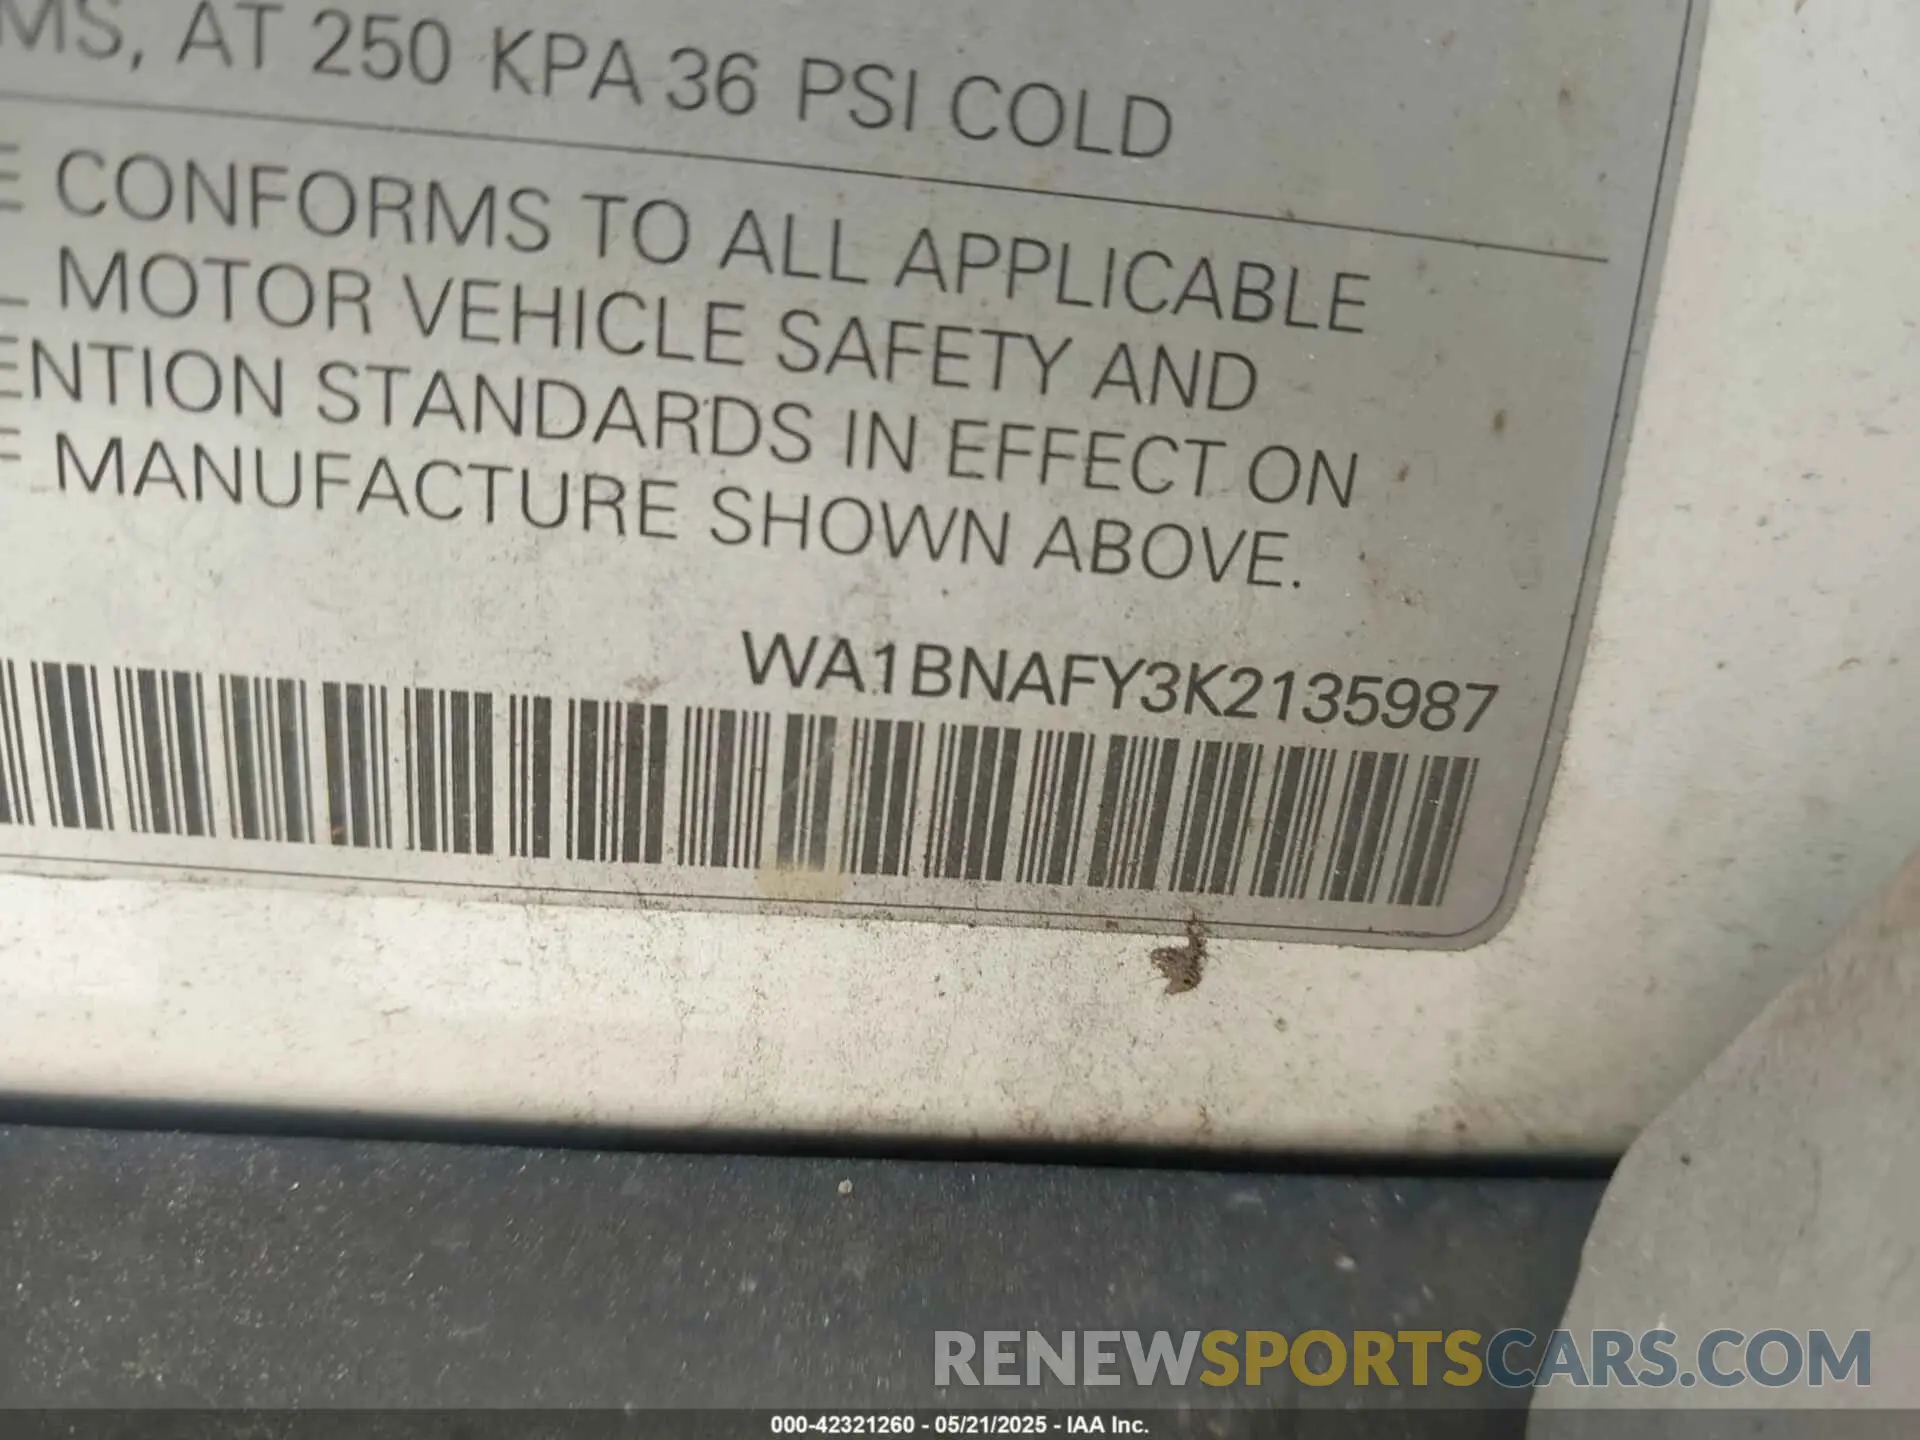 MS, AT 250 KPA 36 PSI COLD
E CONFORMS TO ALL APPLICABLE
L MOTOR VEHICLE SAFETY AND
ENTION STANDARDS IN EFFECT ON
F MANUFACTURE SHOWN ABOVE.
WA1BNAFY3K2135987
RENEWSPORTSCARS.COM
000-42321260 - 05/21/2025 - IAA Inc.